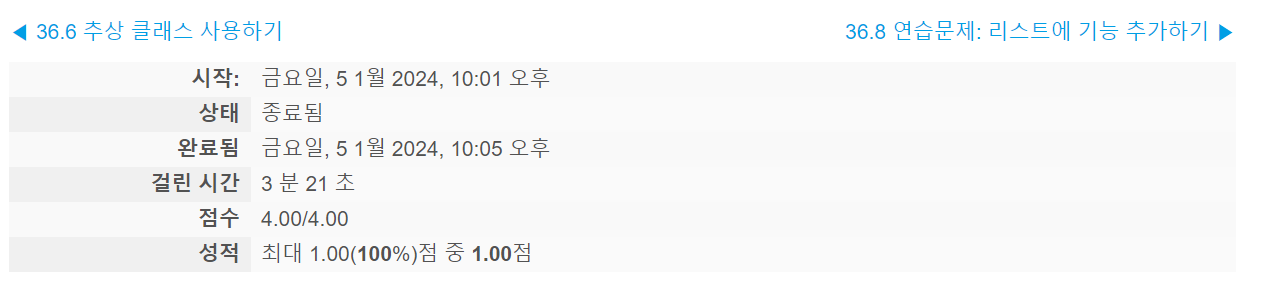 ◀ 36.6 추상 클래스 사용하기
36.8 연습문제: 리스트에 기능 추가하기 ▶
시작: 금요일, 5 1월 2024, 10:01 오후
상태 종료됨
완료됨 금요일, 5 1월 2024, 10:05 오후
걸린 시간 3 분 21 초
점수 4.00/4.00
성적 최대 1.00(100%)점 중 1.00점